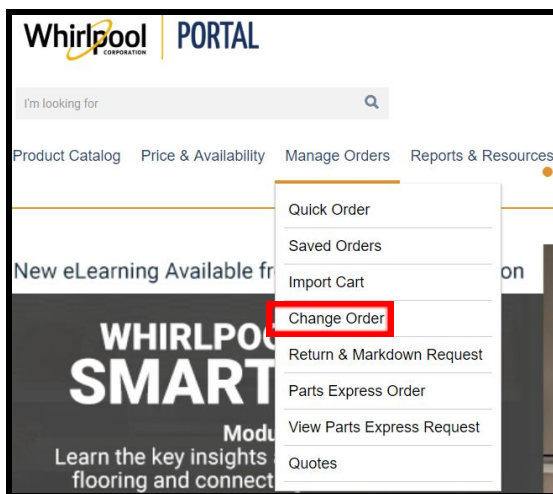 Whirlpool PORTAL
CORPORATION
I'm looking for
Product Catalog Price & Availability Manage Orders Reports & Resources
Quick Order
Saved Orders
Import Cart
Change Order
Return & Markdown Request
Parts Express Order
View Parts Express Request
Quotes
New eLearning Available fr on
WHIRLPOO
SMART
Modu
Learn the key insights
flooring and connect